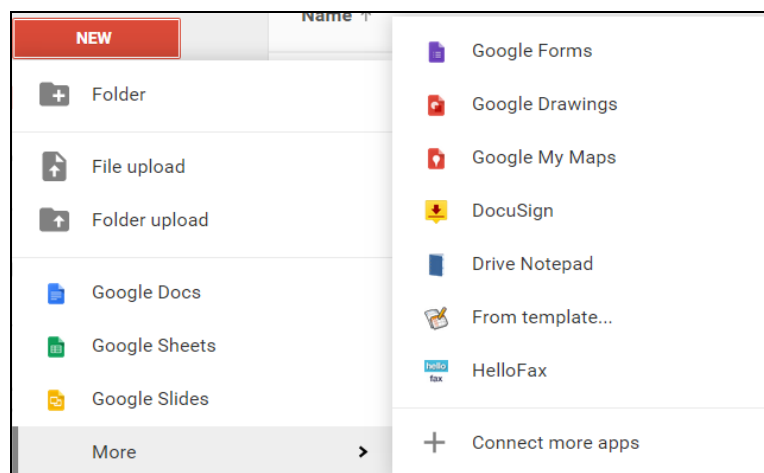 NEW
Name ↑
Folder
File upload
Folder upload
Google Docs
Google Sheets
Google Slides
More
Google Forms
Google Drawings
Google My Maps
DocuSign
Drive Notepad
From template...
hello
fax
HelloFax
Connect more apps